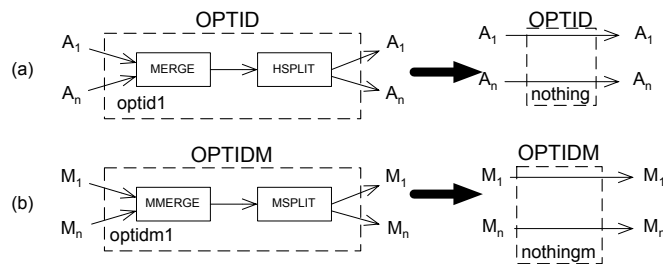 OPTID OPTID
A1 A1 A1 A1
(a) MERGE HSPLIT
An An An An
optid1 nothing
OPTIDM OPTIDM
M1 M1 M1 M1
(b) MMERGE MSPLIT
Mn Mn Mn Mn
optidm1 nothingm